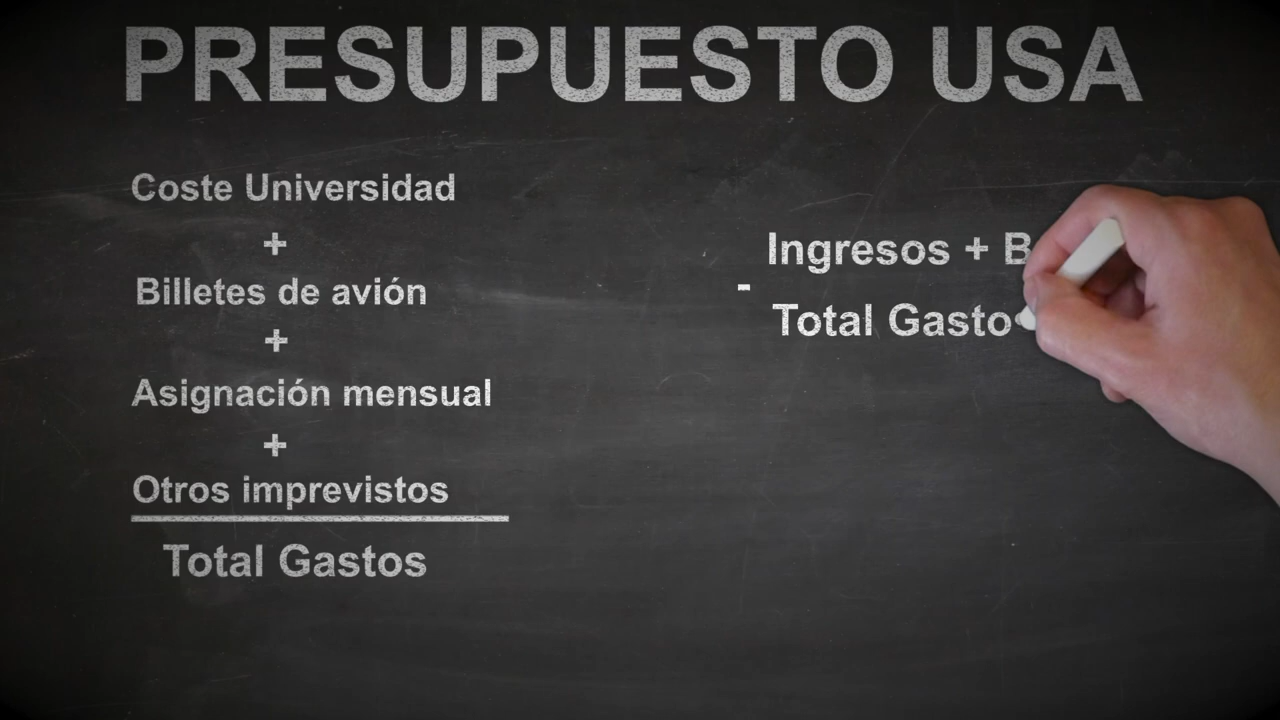 PRESUPUESTO USA
Coste Universidad
+
Billetes de avión
+
Asignación mensual
+
Otros imprevistos
Total Gastos
Ingresos + B
-
Total Gasto